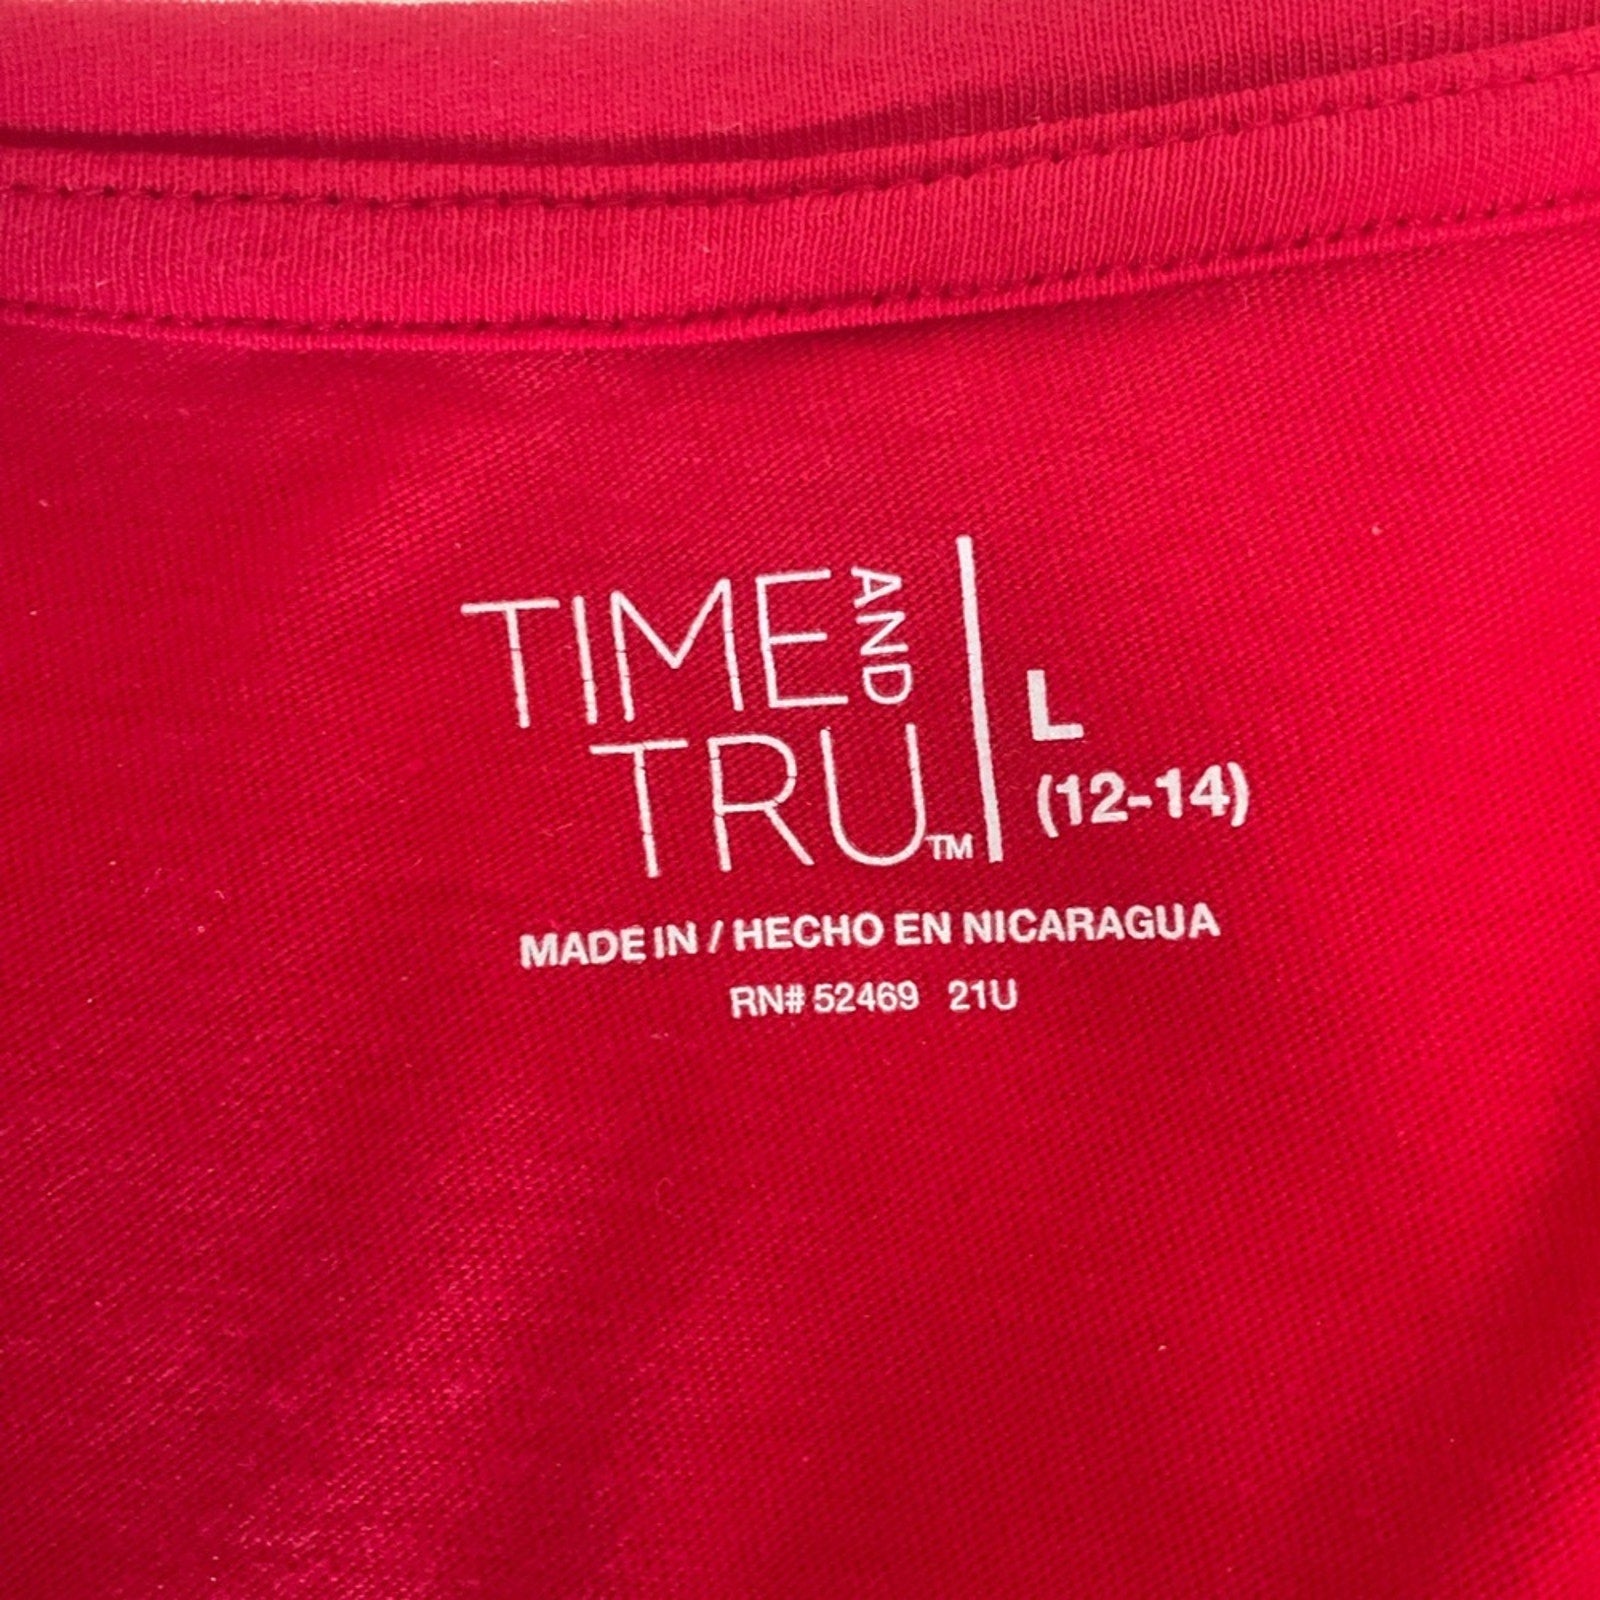 TIME AND
TRU™
L
(12-14)
MADE IN / HECHO EN NICARAGUA
RN# 52469 21U